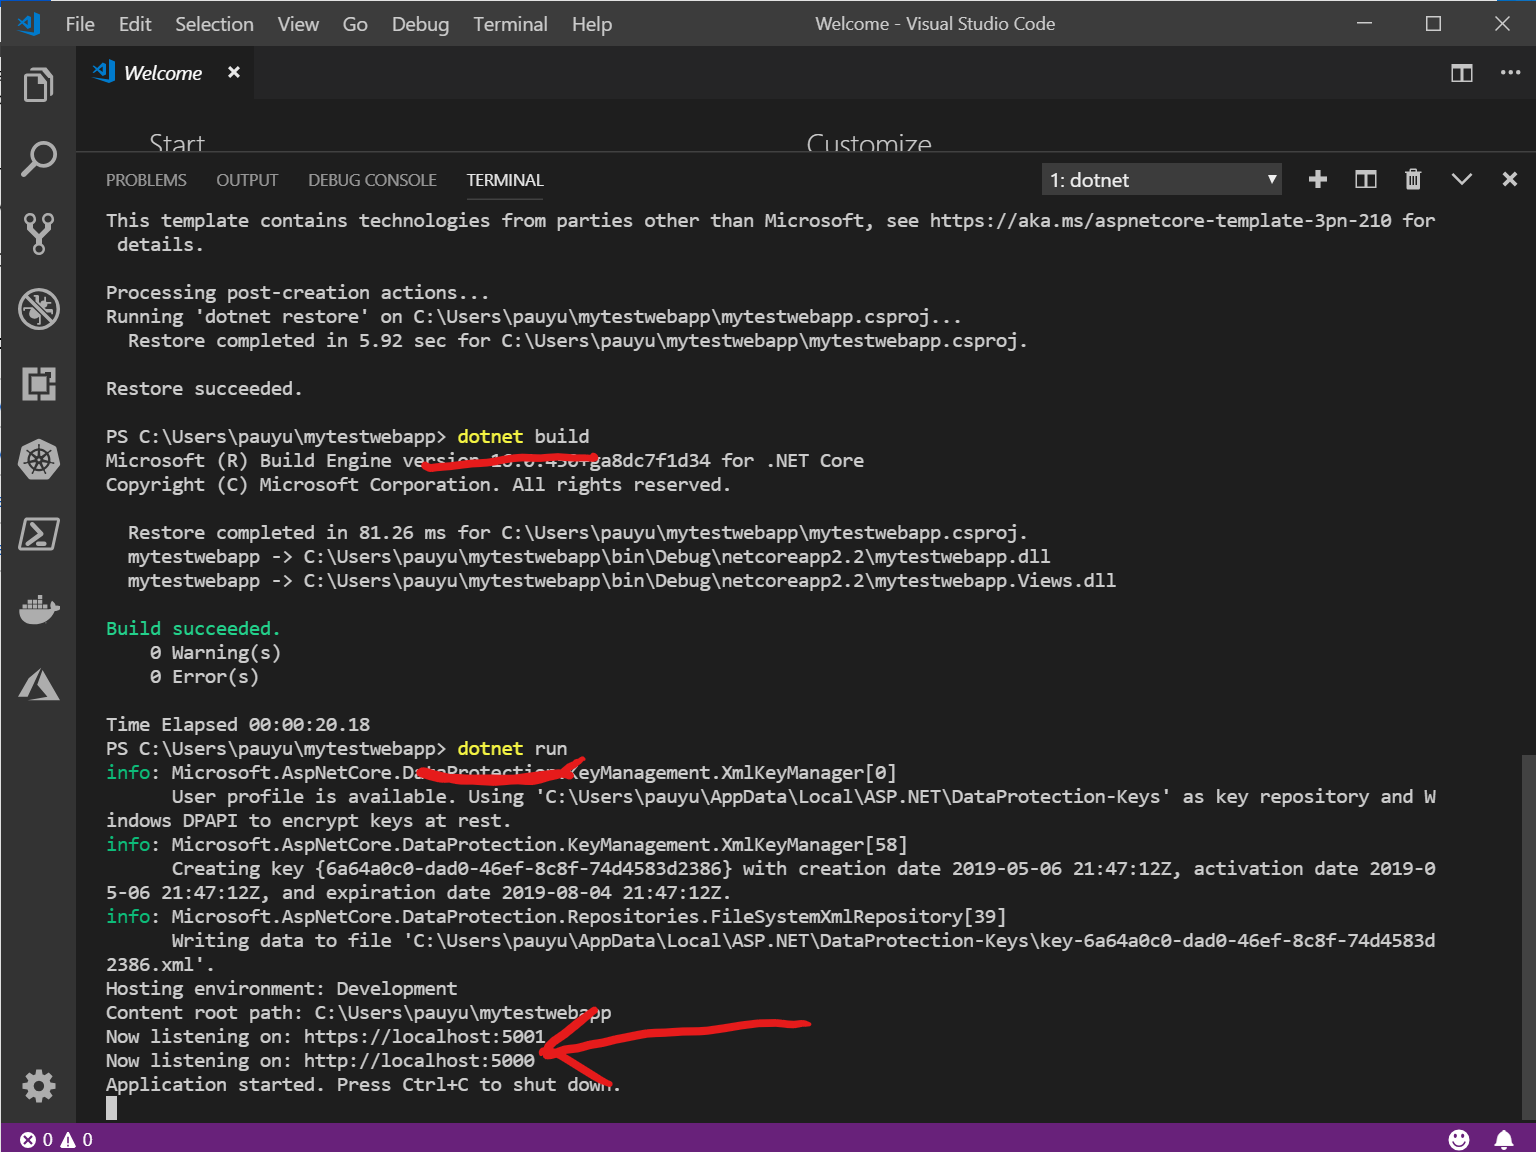 File Edit Selection View Go Debug Terminal Help Welcome - Visual Studio Code
Welcome
Start Customize
PROBLEMS OUTPUT DEBUG CONSOLE TERMINAL 1: dotnet
This template contains technologies from parties other than Microsoft, see https://aka.ms/aspnetcore-template-3pn-210 for
details.
Processing post-creation actions...
Running 'dotnet restore' on C:\Users\pauyu\mytestwebapp\mytestwebapp.csproj...
Restore completed in 5.92 sec for C:\Users\pauyu\mytestwebapp\mytestwebapp.csproj.
Restore succeeded.
PS C:\Users\pauyu\mytestwebapp> dotnet build
Microsoft (R) Build Engine version 16.0.450+ga8dc7f1d34 for .NET Core
Copyright (C) Microsoft Corporation. All rights reserved.
Restore completed in 81.26 ms for C:\Users\pauyu\mytestwebapp\mytestwebapp.csproj.
mytestwebapp -> C:\Users\pauyu\mytestwebapp\bin\Debug\netcoreapp2.2\mytestwebapp.dll
mytestwebapp -> C:\Users\pauyu\mytestwebapp\bin\Debug\netcoreapp2.2\mytestwebapp.Views.dll
Build succeeded.
0 Warning(s)
0 Error(s)
Time Elapsed 00:00:20.18
PS C:\Users\pauyu\mytestwebapp> dotnet run
info: Microsoft.AspNetCore.DataProtection.KeyManagement.XmlKeyManager[0]
User profile is available. Using 'C:\Users\pauyu\AppData\Local\ASP.NET\DataProtection-Keys' as key repository and W
indows DPAPI to encrypt keys at rest.
info: Microsoft.AspNetCore.DataProtection.KeyManagement.XmlKeyManager[58]
Creating key {6a64a0c0-dad0-46ef-8c8f-74d4583d2386} with creation date 2019-05-06 21:47:12Z, activation date 2019-0
5-06 21:47:12Z, and expiration date 2019-08-04 21:47:12Z.
info: Microsoft.AspNetCore.DataProtection.Repositories.FileSystemXmlRepository[39]
Writing data to file 'C:\Users\pauyu\AppData\Local\ASP.NET\DataProtection-Keys\key-6a64a0c0-dad0-46ef-8c8f-74d4583d
2386.xml'.
Hosting environment: Development
Content root path: C:\Users\pauyu\mytestwebapp
Now listening on: https://localhost:5001
Now listening on: http://localhost:5000
Application started. Press Ctrl+C to shut down.
0 0